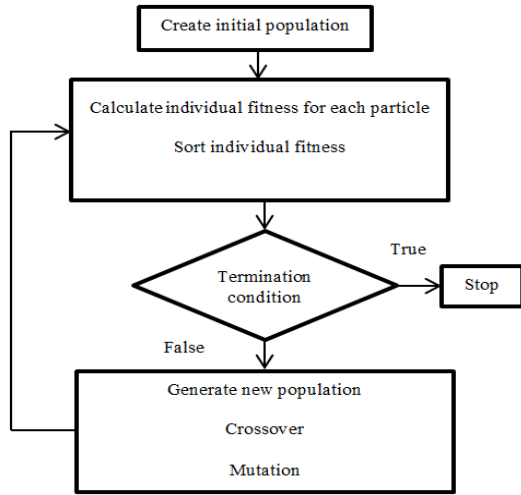 Create initial population
Calculate individual fitness for each particle
Sort individual fitness
True
Termination
condition
Stop
False
Generate new population
Crossover
Mutation